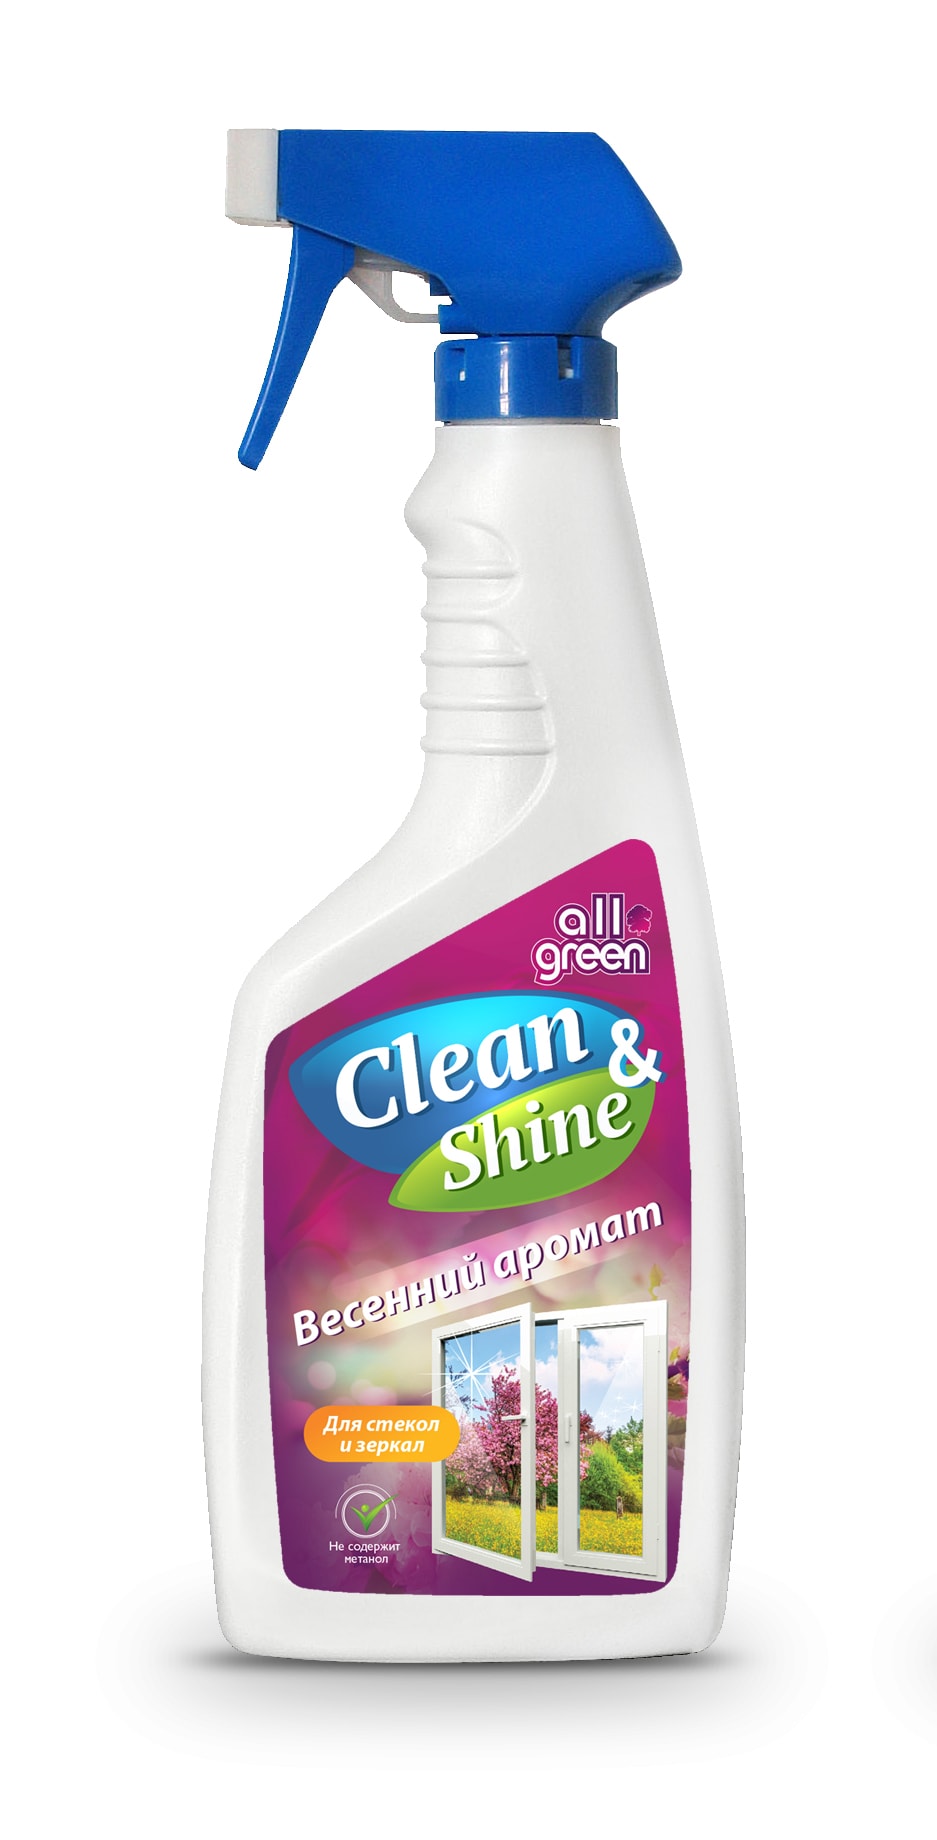 all
green
Clean
&
Shine
Весенний аромат
Для стекол
и зеркал
Не содержит
метанол